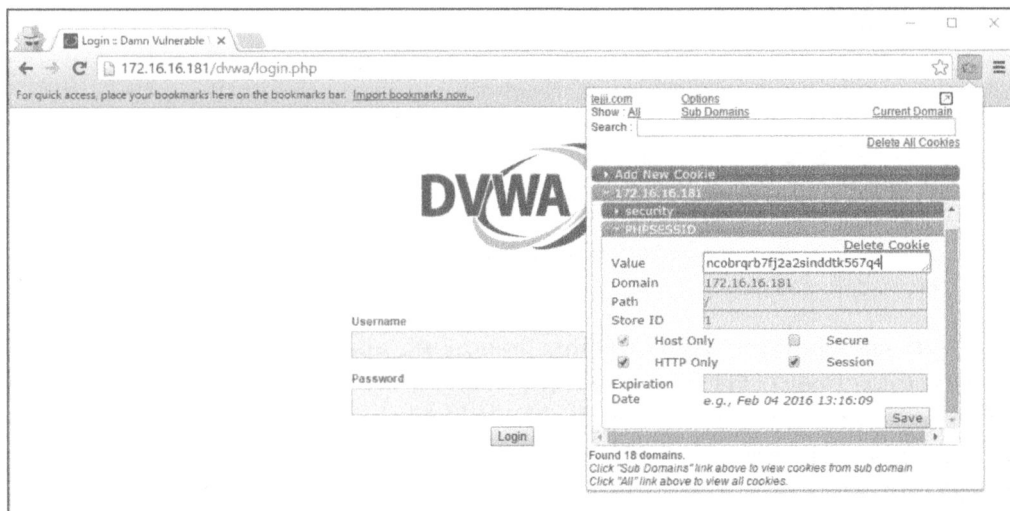 Login :: Damn Vulnerable
172.16.16.181/dvwa/login.php
For quick access, place your bookmarks here on the bookmarks bar. Import bookmarks now...
Options
Show : All Sub Domains Current Domain
Search :
Delete All Cookies
Add New Cookie
172.16.16.181
security
PHPSESSID
Delete Cookie
Value ncobrqrb7fj2a2sinddtk567q4
Domain 172.16.16.181
Path /
Store ID 1
Host Only Secure
HTTP Only Session
Expiration
Date e.g., Feb 04 2016 13:16:09
Save
Found 18 domains.
Click "Sub Domains" link above to view cookies from sub domain
Click "All" link above to view all cookies.
DVWA
Username
Password
Login